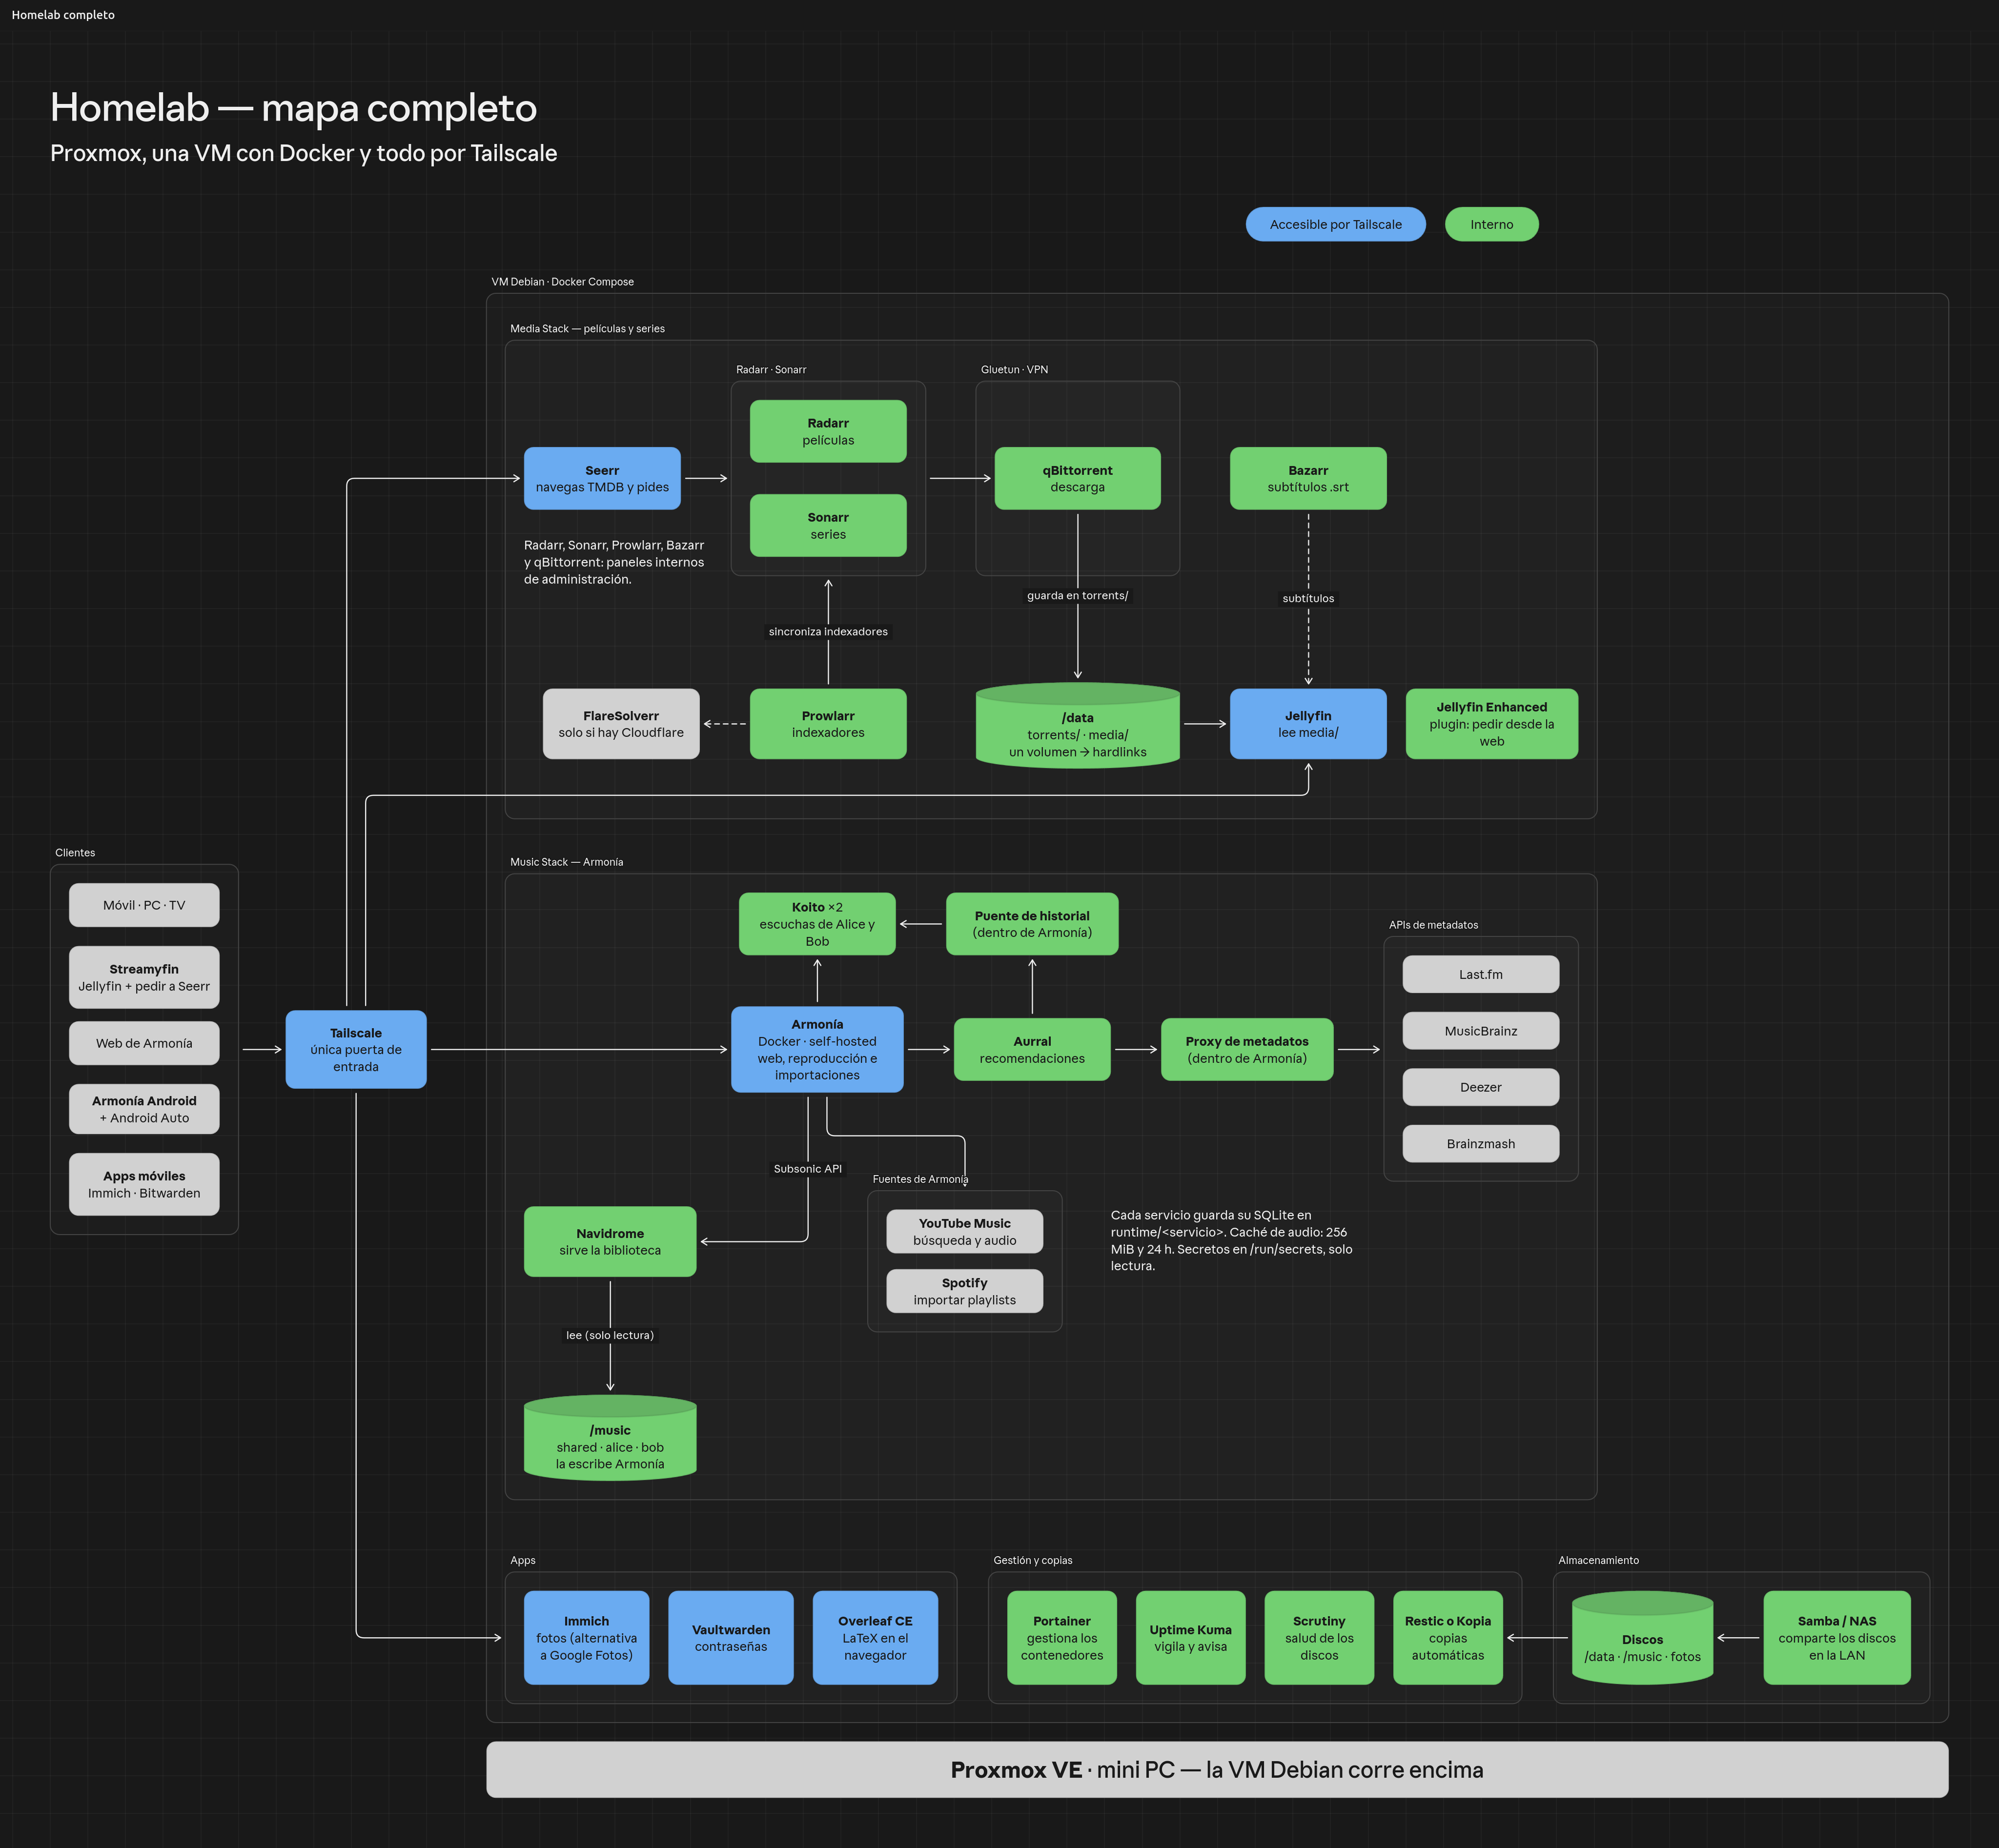 Homelab completo
Homelab — mapa completo
Proxmox, una VM con Docker y todo por Tailscale
Accesible por Tailscale
Interno
VM Debian · Docker Compose
Media Stack — películas y series
Radarr · Sonarr
Gluetun · VPN
Radarr
películas
Seerr
navegas TMDB y pides
qBittorrent
descarga
Bazarr
subtítulos .srt
Sonarr
series
Radarr, Sonarr, Prowlarr, Bazarr
y qBittorrent: paneles internos
de administración.
guarda en torrents/
subtítulos
sincroniza indexadores
FlareSolverr
solo si hay Cloudflare
Prowlarr
indexadores
/data
torrents/ · media/
un volumen → hardlinks
Jellyfin
lee media/
Jellyfin Enhanced
plugin: pedir desde la
web
Clientes
Móvil · PC · TV
Streamyfin
Jellyfin + pedir a Seerr
Web de Armonía
Armonía Android
+ Android Auto
Apps móviles
Immich · Bitwarden
Tailscale
única puerta de
entrada
Music Stack — Armonía
Koito ×2
escuchas de Alice y
Bob
Puente de historial
(dentro de Armonía)
Armonía
Docker · self-hosted
web, reproducción e
importaciones
Aurral
recomendaciones
Proxy de metadatos
(dentro de Armonía)
APIs de metadatos
Last.fm
MusicBrainz
Deezer
Brainzmash
Subsonic API
Fuentes de Armonía
YouTube Music
búsqueda y audio
Spotify
importar playlists
Cada servicio guarda su SQLite en
runtime/<servicio>. Caché de audio: 256
MiB y 24 h. Secretos en /run/secrets, solo
lectura.
Navidrome
sirve la biblioteca
lee (solo lectura)
/music
shared · alice · bob
la escribe Armonía
Apps
Immich
fotos (alternativa
a Google Fotos)
Vaultwarden
contraseñas
Overleaf CE
LaTeX en el
navegador
Gestión y copias
Portainer
gestiona los
contenedores
Uptime Kuma
vigila y avisa
Scrutiny
salud de los
discos
Restic o Kopia
copias
automáticas
Almacenamiento
Discos
/data · /music · fotos
Samba / NAS
comparte los discos
en la LAN
Proxmox VE · mini PC — la VM Debian corre encima